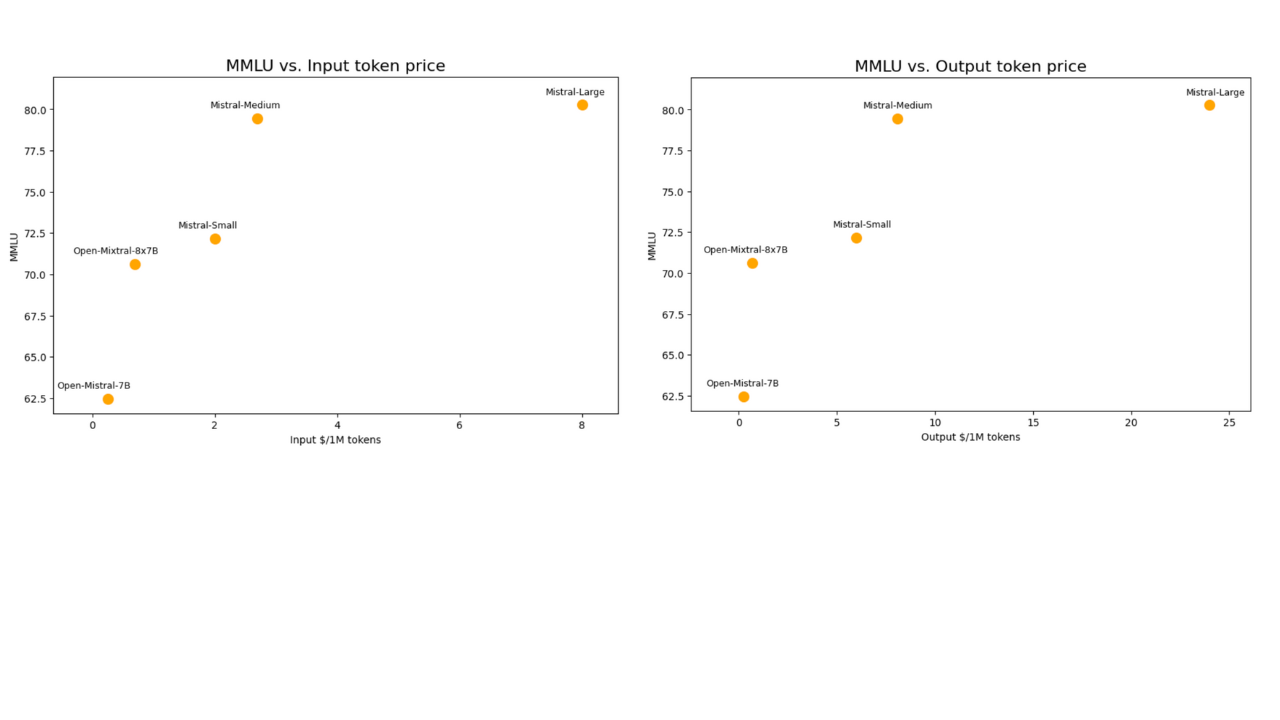 MMLU vs. Input token price
MMLU
80.0
77.5
75.0
72.5
70.0
67.5
65.0
62.5
Mistral-Large
Mistral-Medium
Mistral-Small
Open-Mixtral-8x7B
Open-Mistral-7B
0 2 4 6 8
Input $/1M tokens
MMLU vs. Output token price
MMLU
80.0
77.5
75.0
72.5
70.0
67.5
65.0
62.5
Mistral-Large
Mistral-Medium
Mistral-Small
Open-Mixtral-8x7B
Open-Mistral-7B
0 5 10 15 20 25
Output $/1M tokens